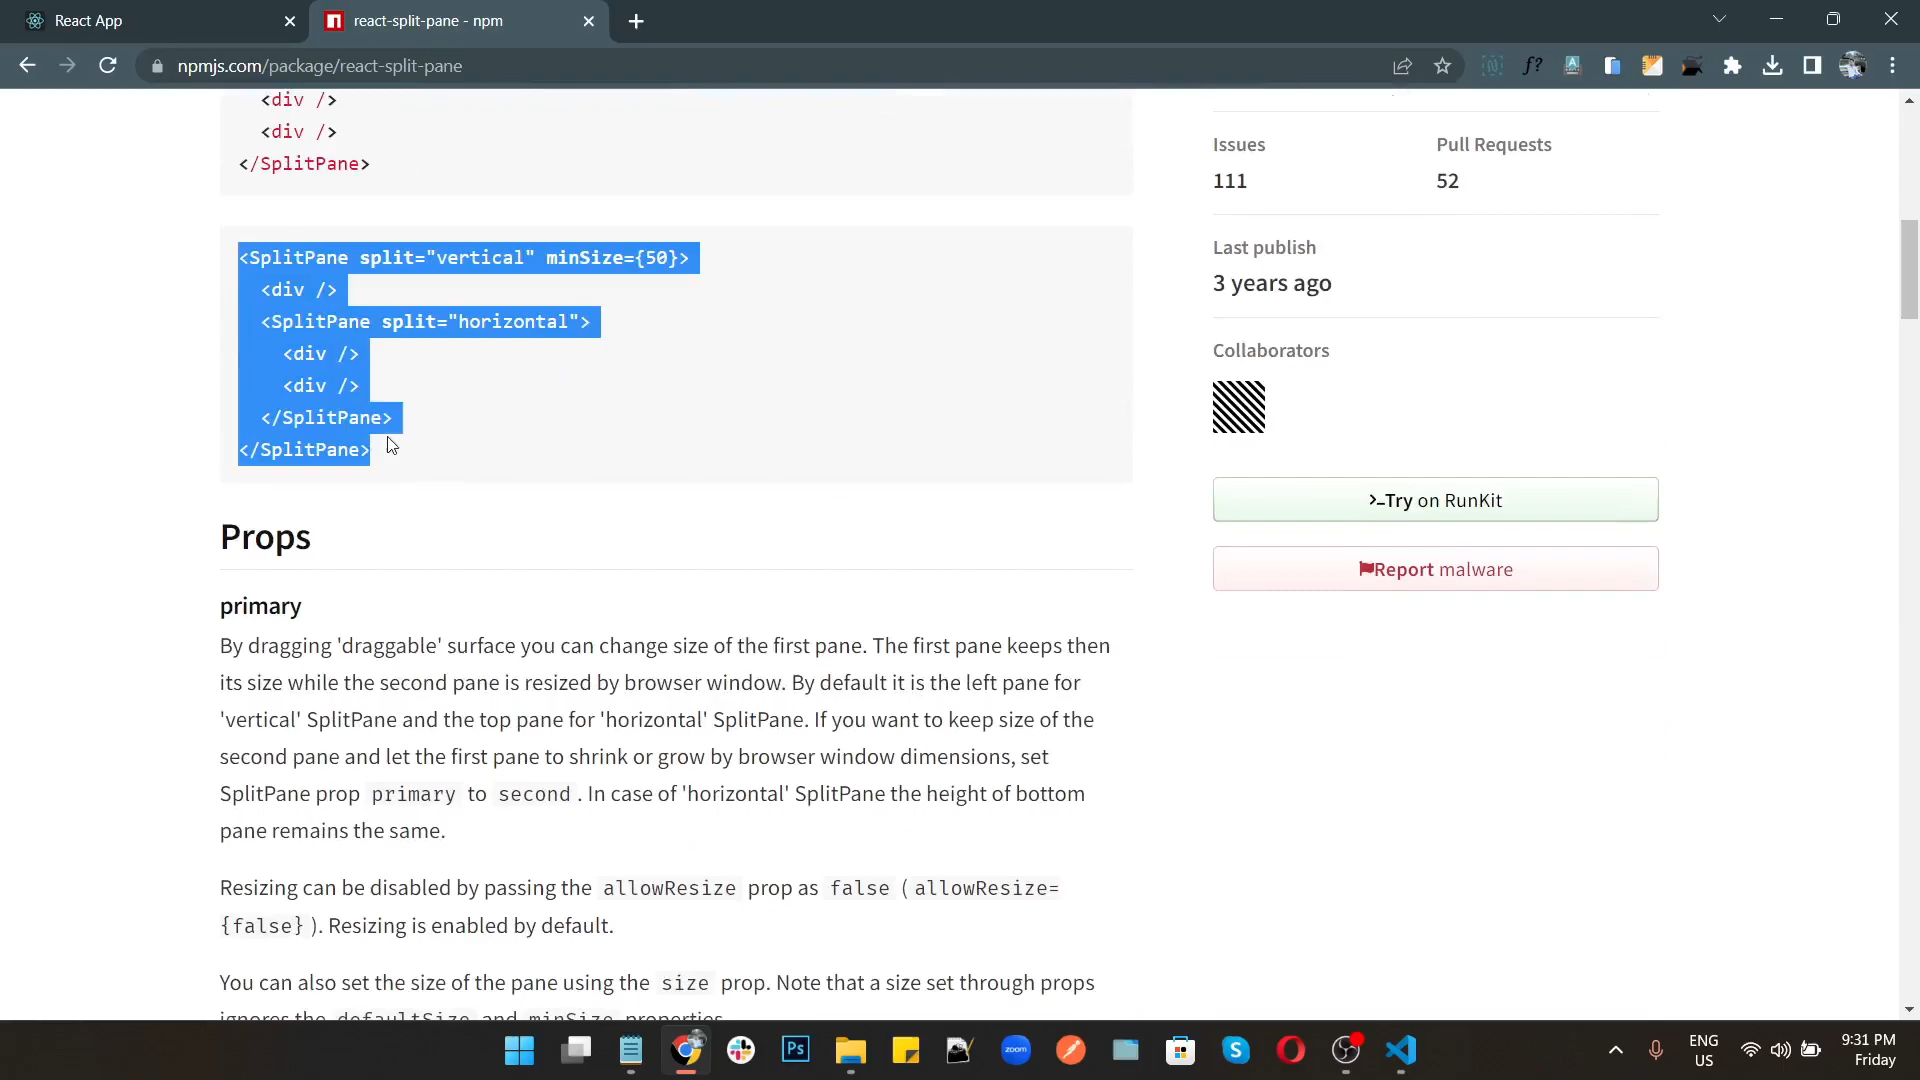 React App
react-split-pane - npm
npmjs.com/package/react-split-pane
<div />
<div />
</SplitPane>
<SplitPane split="vertical" minSize={50}>
<div />
<SplitPane split="horizontal">
<div />
<div />
</SplitPane>
</SplitPane>
Props
primary
By dragging 'draggable' surface you can change size of the first pane. The first pane keeps then
its size while the second pane is resized by browser window. By default it is the left pane for
'vertical' SplitPane and the top pane for 'horizontal' SplitPane. If you want to keep size of the
second pane and let the first pane to shrink or grow by browser window dimensions, set
SplitPane prop primary to second . In case of 'horizontal' SplitPane the height of bottom
pane remains the same.
Resizing can be disabled by passing the allowResize prop as false ( allowResize=
{false} ). Resizing is enabled by default.
You can also set the size of the pane using the size prop. Note that a size set through props
ignores the defaultSize and minSize properties.
Issues
Pull Requests
111
52
Last publish
3 years ago
Collaborators
Try on RunKit
Report malware
Ps
zoom
ENG
US
9:31 PM
Friday